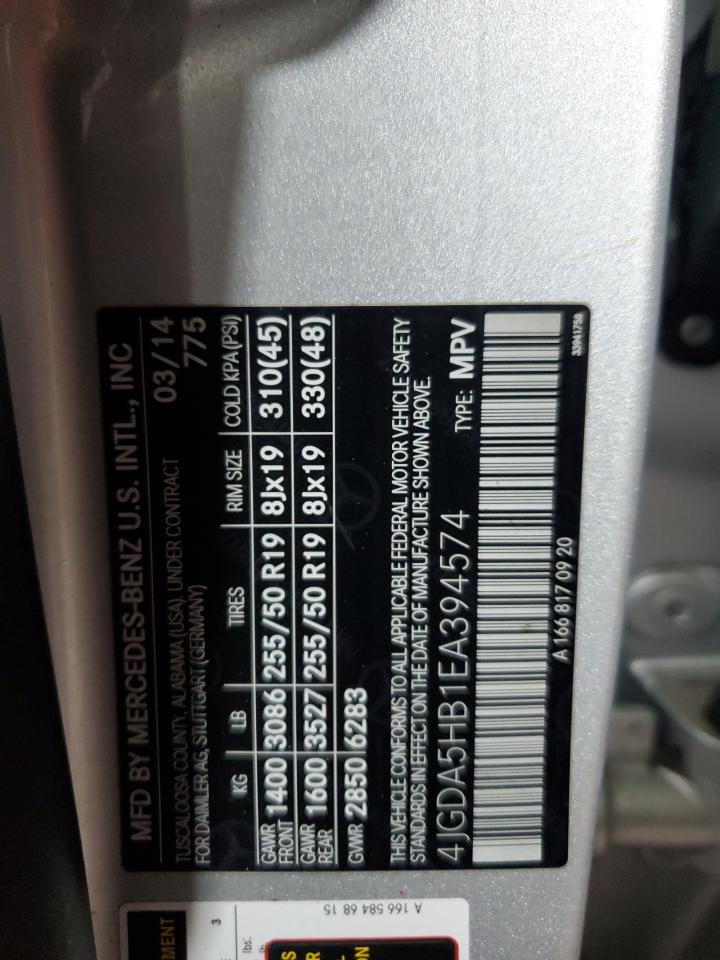 MFD BY MERCEDES-BENZ U.S. INTL., INC
TUSCALOOSA COUNTY, ALABAMA (USA), UNDER CONTRACT 03/14
FOR DAIMLER AG, STUTTGART (GERMANY) 775
KG LB TIRES RIM SIZE COLD KPA(PSI)
GAWR FRONT 1400 3086 255/50 R19 8Jx19 310(45)
GAWR REAR 1600 3527 255/50 R19 8Jx19 330(48)
GVWR 2850 6283
THIS VEHICLE CONFORMS TO ALL APPLICABLE FEDERAL MOTOR VEHICLE SAFETY
STANDARDS IN EFFECT ON THE DATE OF MANUFACTURE SHOWN ABOVE.
4JGDA5HB1EA394574 TYPE: MPV
A 166 817 09 20 33941758
A 166 584 68 15
MENT
3
lbs.